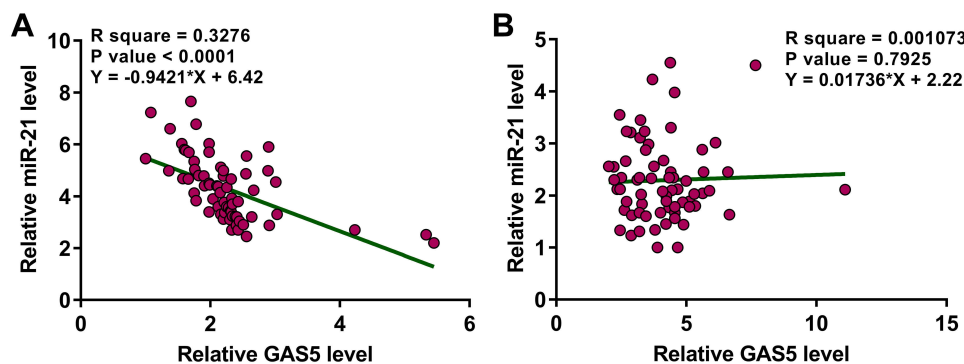 A
R square = 0.3276
P value < 0.0001
Y = -0.9421*X + 6.42
Relative miR-21 level
10
8
6
4
2
0
0 2 4 6
Relative GAS5 level
B
R square = 0.001073
P value = 0.7925
Y = 0.01736*X + 2.22
Relative miR-21 level
5
4
3
2
1
0
0 5 10 15
Relative GAS5 level